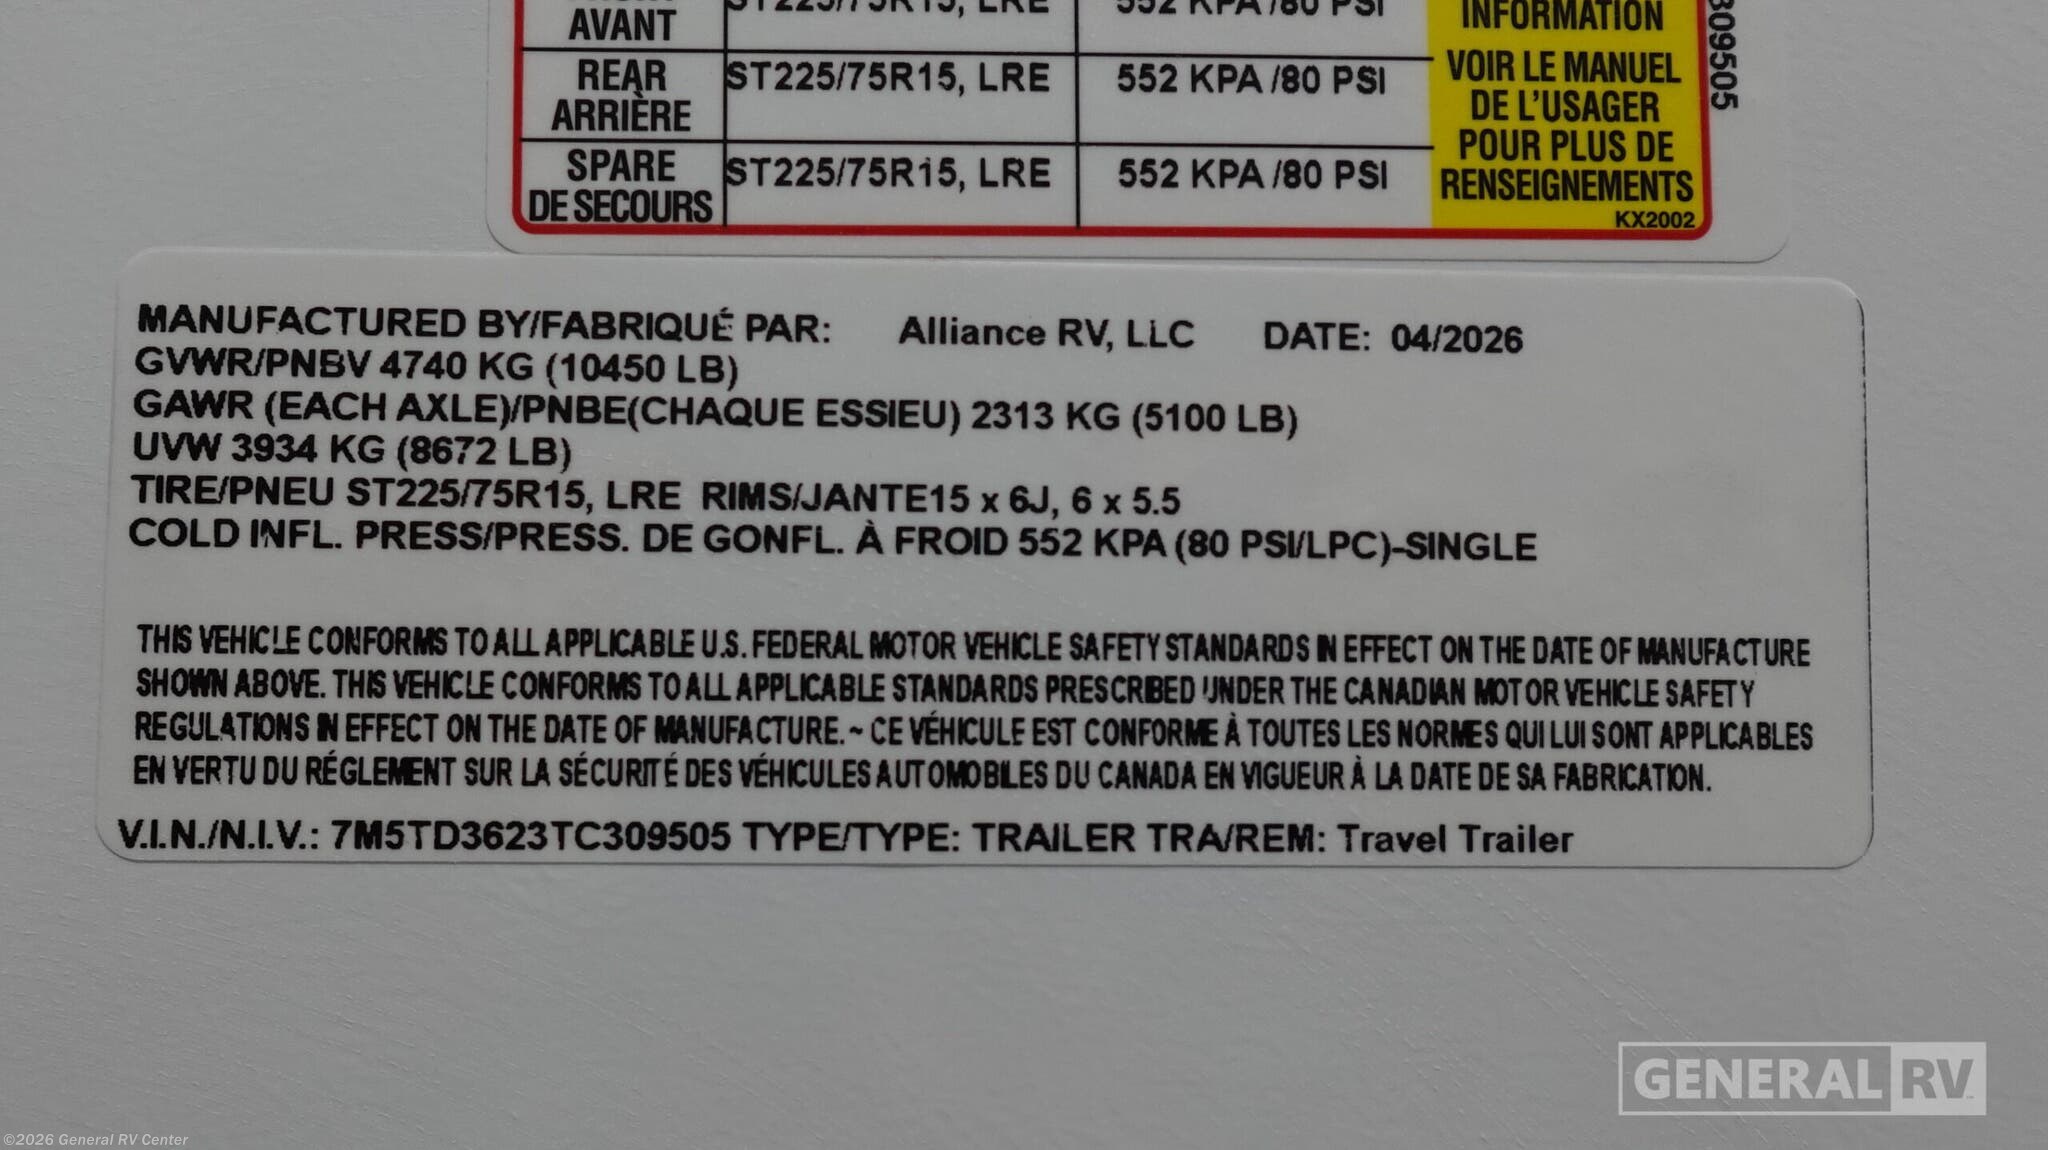 AVANT
ST225/75R15, LRE
552 KPA /80 PSI
INFORMATION
REAR
ARRIÈRE
ST225/75R15, LRE
552 KPA /80 PSI
VOIR LE MANUEL
DE L'USAGER
POUR PLUS DE
RENSEIGNEMENTS
SPARE
DE SECOURS
ST225/75R15, LRE
552 KPA /80 PSI
KX2002
309505
MANUFACTURED BY/FABRIQUÉ PAR: Alliance RV, LLC DATE: 04/2026
GVWR/PNBV 4740 KG (10450 LB)
GAWR (EACH AXLE)/PNBE(CHAQUE ESSIEU) 2313 KG (5100 LB)
UVW 3934 KG (8672 LB)
TIRE/PNEU ST225/75R15, LRE RIMS/JANTE15 x 6J, 6 x 5.5
COLD INFL. PRESS/PRESS. DE GONFL. À FROID 552 KPA (80 PSI/LPC)-SINGLE
THIS VEHICLE CONFORMS TO ALL APPLICABLE U.S. FEDERAL MOTOR VEHICLE SAFETY STANDARDS IN EFFECT ON THE DATE OF MANUFACTURE
SHOWN ABOVE. THIS VEHICLE CONFORMS TO ALL APPLICABLE STANDARDS PRESCRIBED UNDER THE CANADIAN MOTOR VEHICLE SAFETY
REGULATIONS IN EFFECT ON THE DATE OF MANUFACTURE. ~ CE VÉHICULE EST CONFORME À TOUTES LES NORMES QUI LUI SONT APPLICABLES
EN VERTU DU RÉGLEMENT SUR LA SÉCURITÉ DES VÉHICULES AUTOMOBILES DU CANADA EN VIGUEUR À LA DATE DE SA FABRICATION.
V.I.N./N.I.V.: 7M5TD3623TC309505 TYPE/TYPE: TRAILER TRA/REM: Travel Trailer
GENERAL RV
©2026 General RV Center